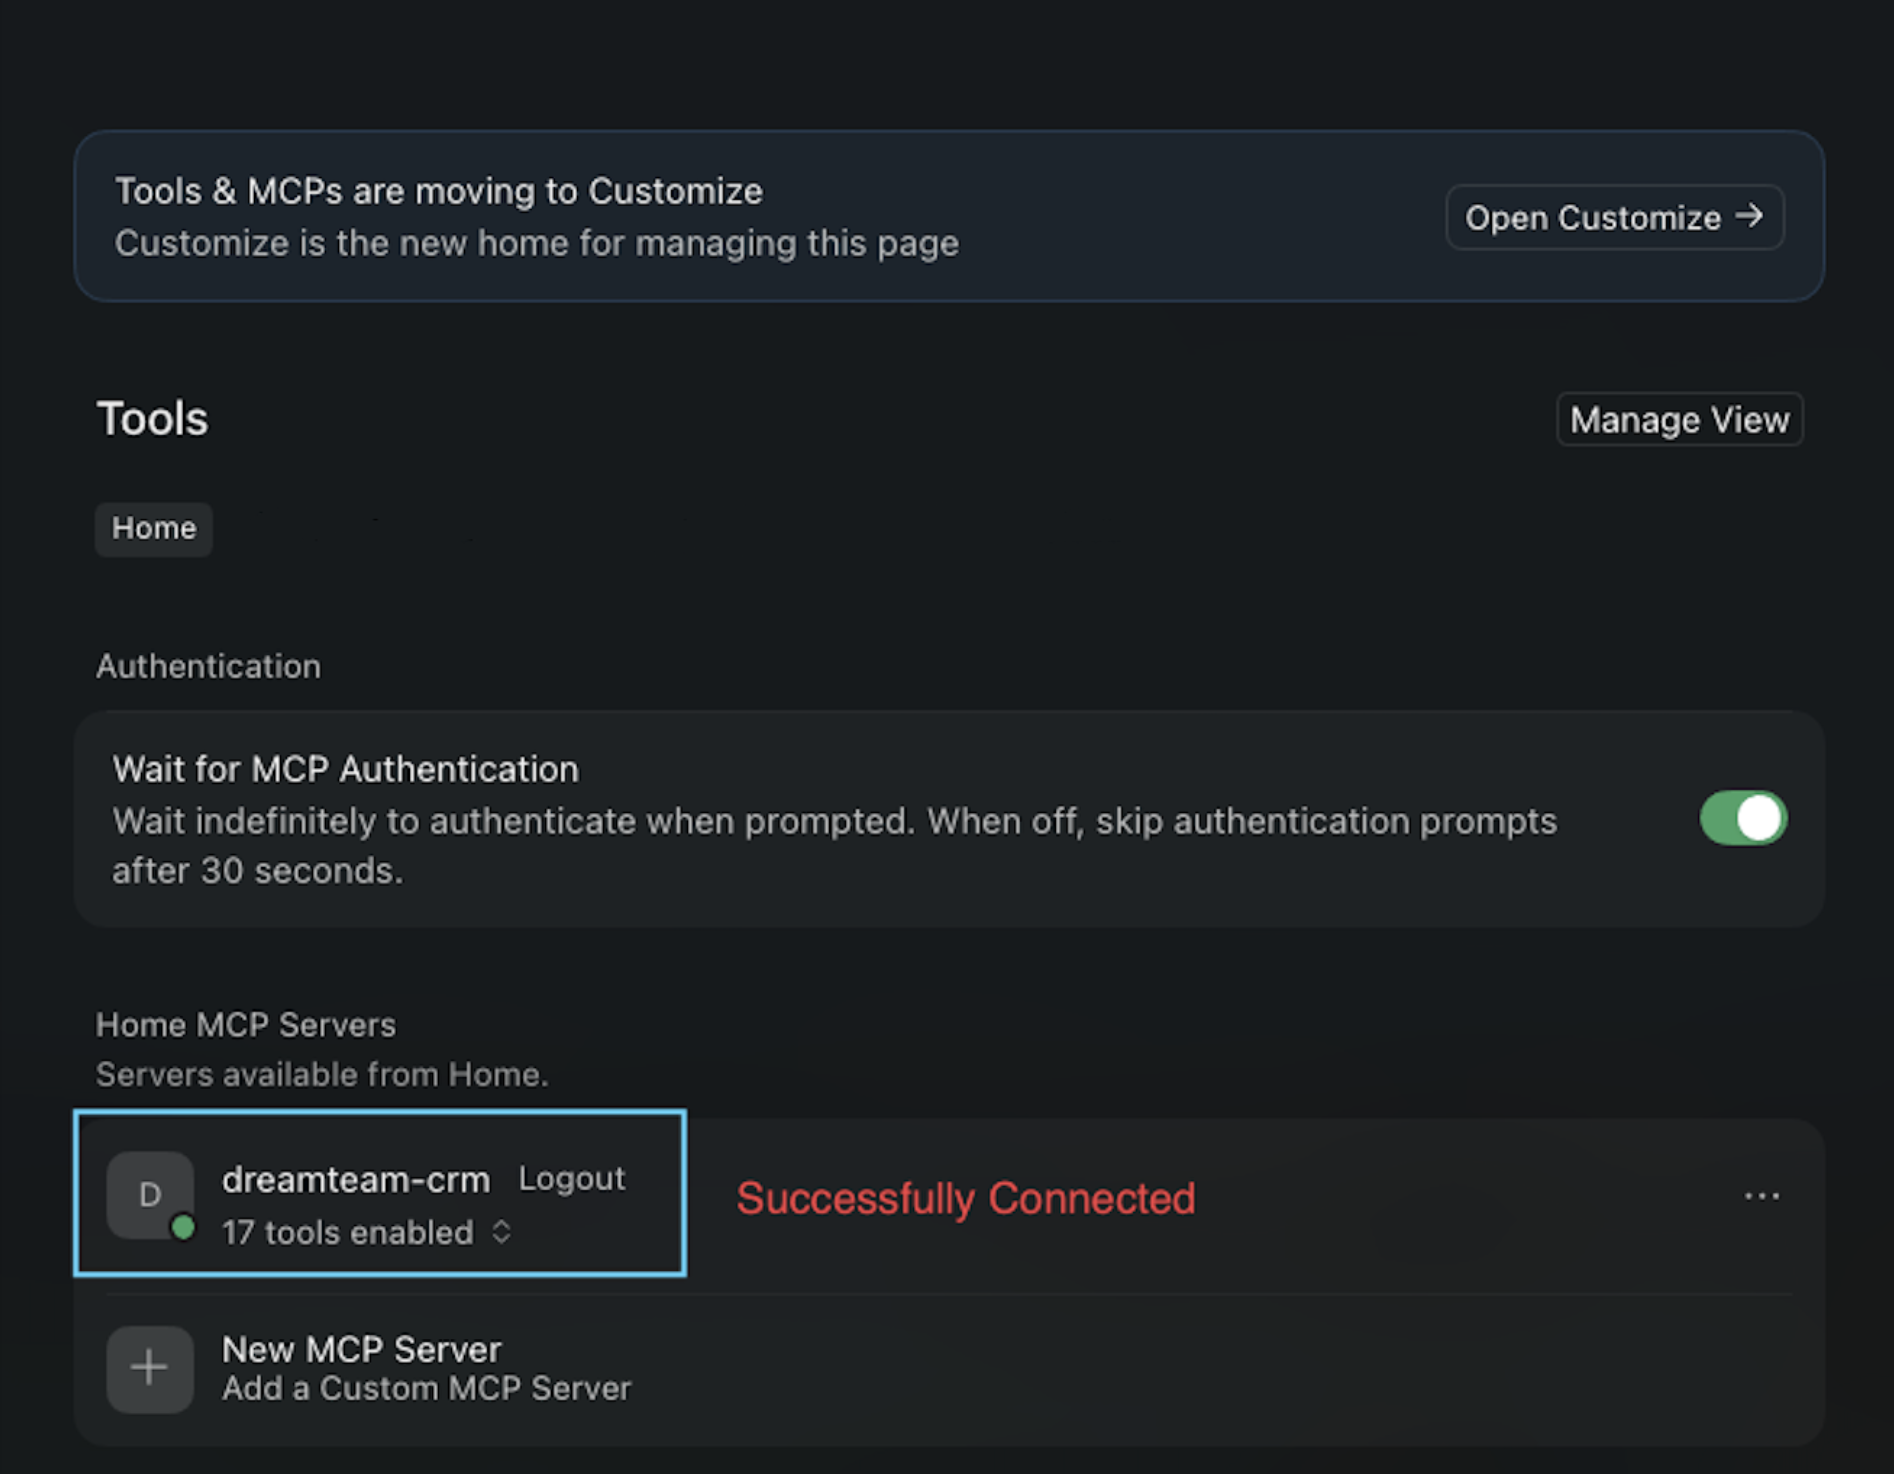 Tools & MCPs are moving to Customize
Customize is the new home for managing this page
Open Customize →
Tools
Manage View
Home
Authentication
Wait for MCP Authentication
Wait indefinitely to authenticate when prompted. When off, skip authentication prompts
after 30 seconds.
Home MCP Servers
Servers available from Home.
D
dreamteam-crm Logout
17 tools enabled
Successfully Connected
...
New MCP Server
Add a Custom MCP Server